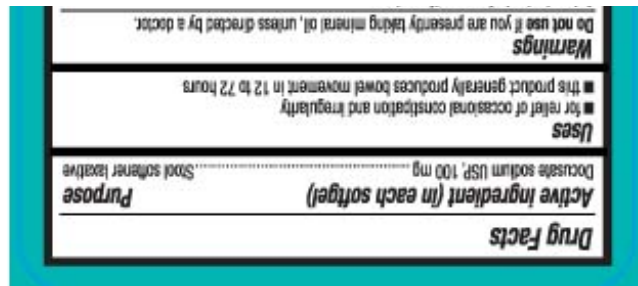 Drug Facts
Active ingredient (in each softgel) Purpose
Docusate sodium USP, 100 mg..........................................Stool softener laxative
Uses
■ for relief of occasional constipation and irregularity
■ this product generally produces bowel movement in 12 to 72 hours
Warnings
Do not use if you are presently taking mineral oil, unless directed by a doctor.